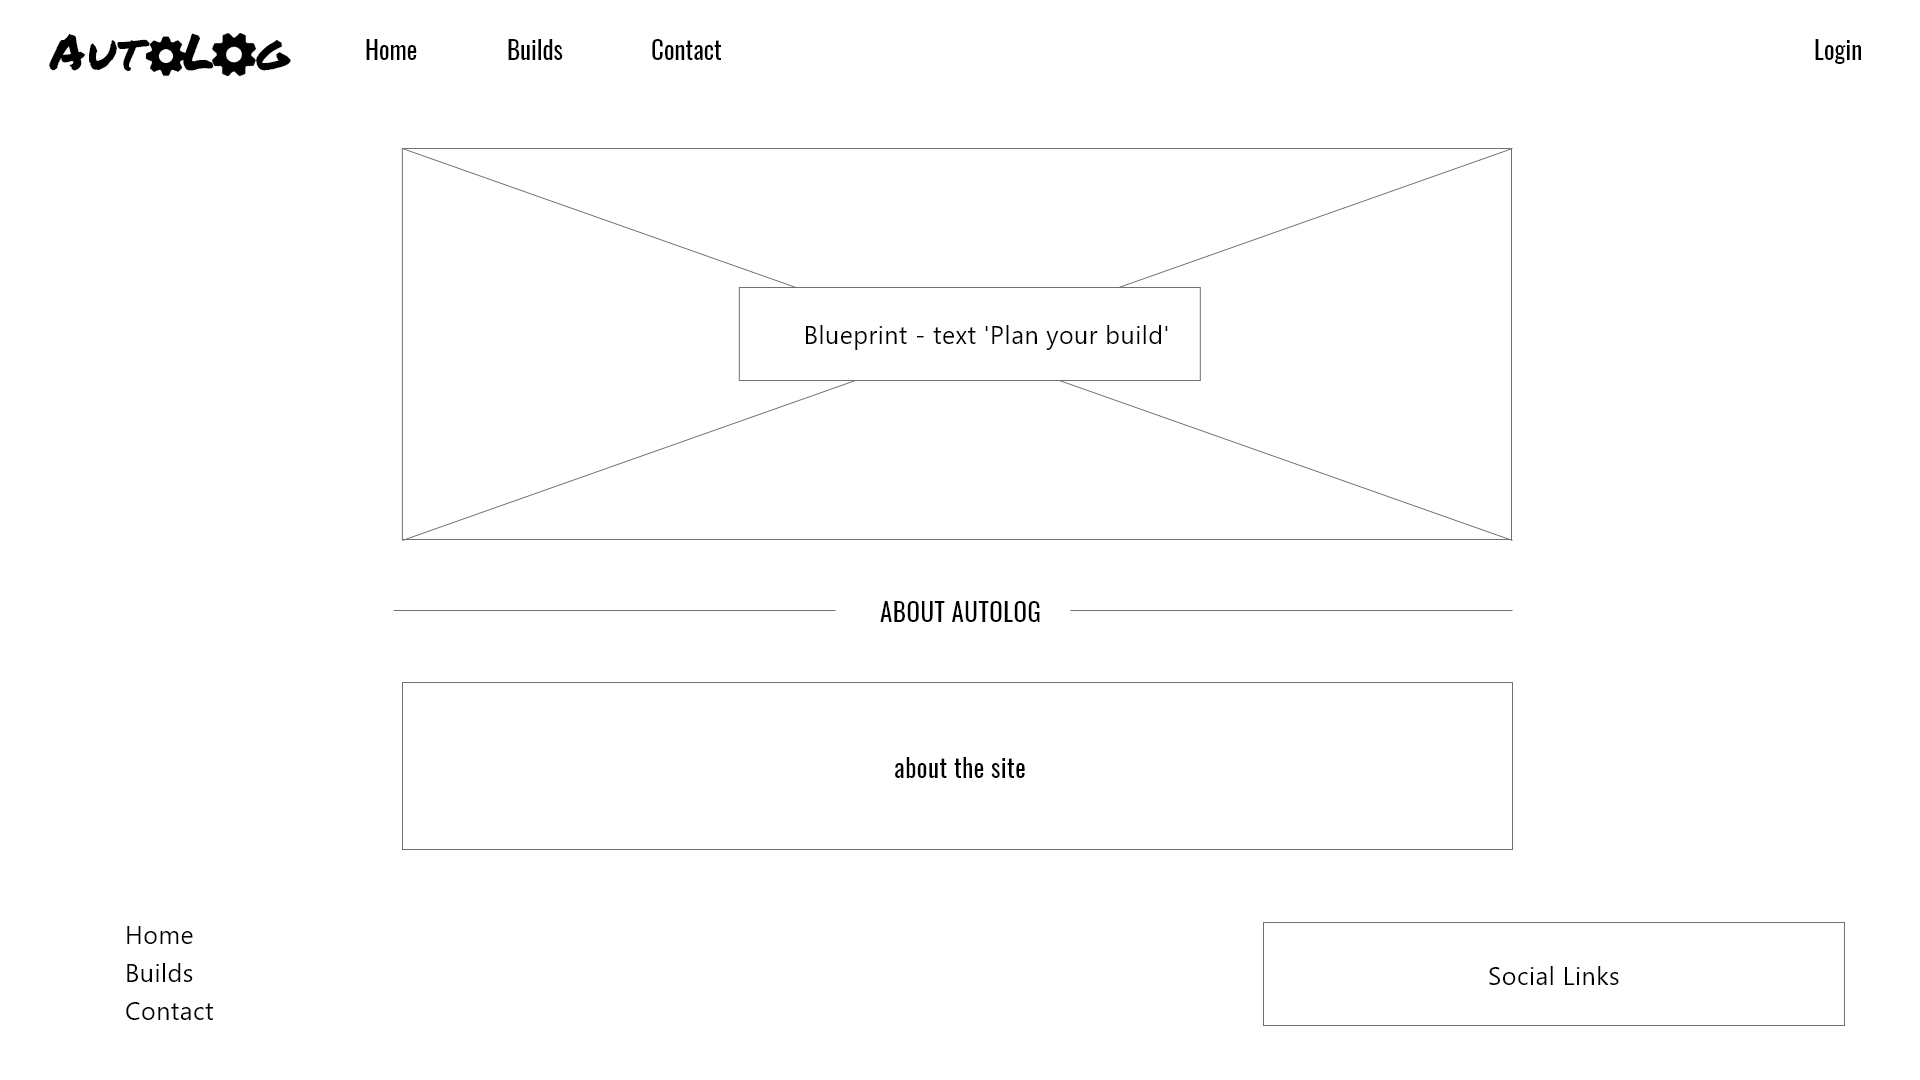 AUTOLOG Home Builds Contact Login
Blueprint - text 'Plan your build'
ABOUT AUTOLOG
about the site
Home
Builds
Contact
Social Links